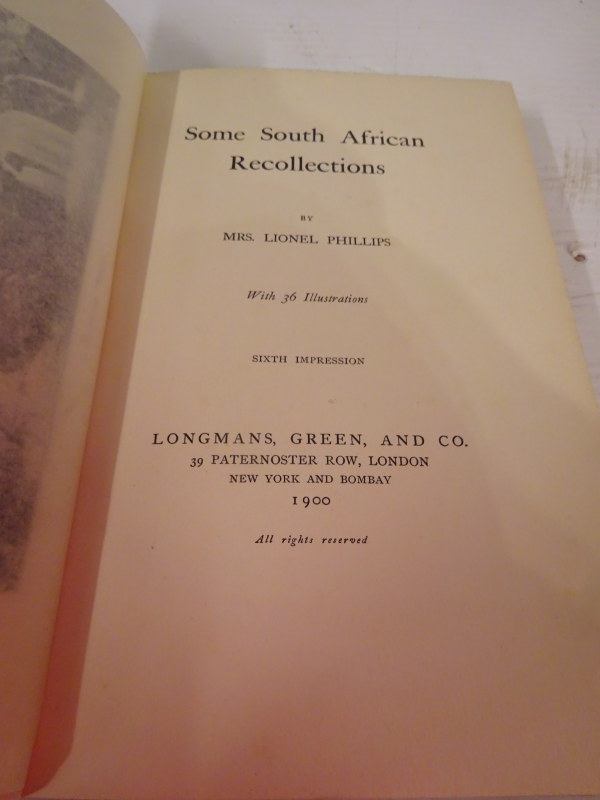 Some South African
Recollections
BY
MRS. LIONEL PHILLIPS
With 36 Illustrations
SIXTH IMPRESSION
LONGMANS, GREEN, AND CO.
39 PATERNOSTER ROW, LONDON
NEW YORK AND BOMBAY
1900
All rights reserved